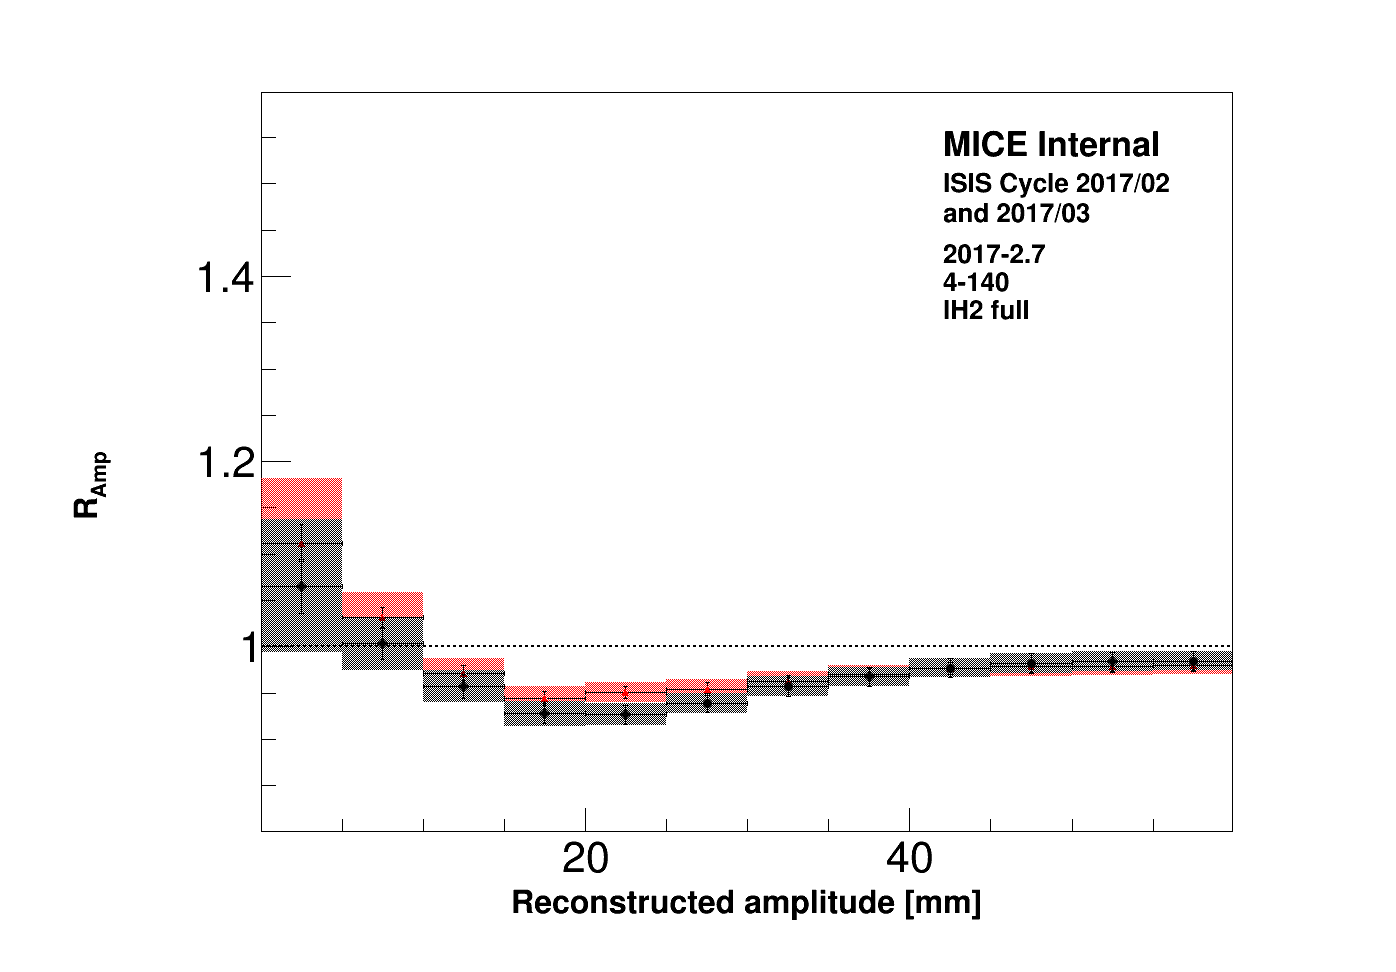 MICE Internal
ISIS Cycle 2017/02
and 2017/03
2017-2.7
4-140
lH2 full
1.4
1.2
1
R_Amp
20
40
Reconstructed amplitude [mm]